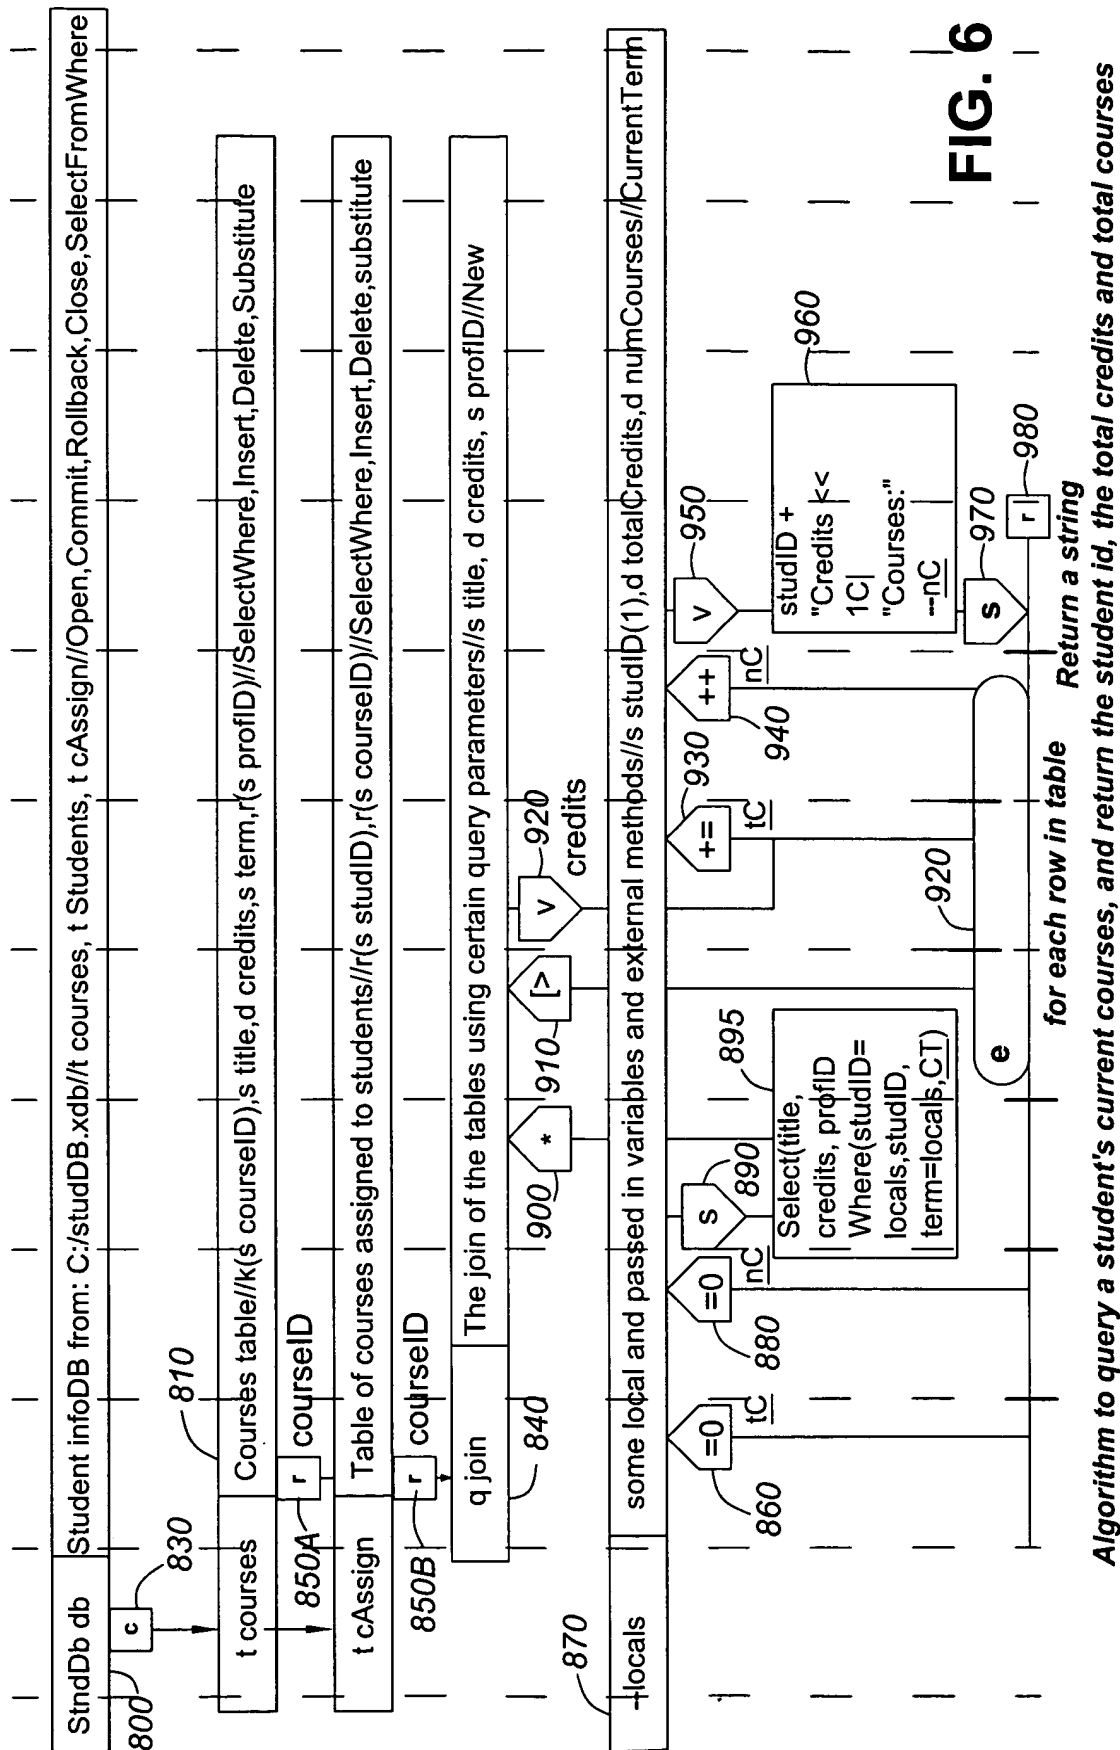 StndDb db
Student infoDB from: C:/studDB.xdb//t courses, t Students, t cAssign//Open,Commit,Rollback,Close,SelectFromWhere
800
c
830
810
t courses
Courses table//k(s courseID),s title,d credits,s term,r(s profID)//SelectWhere,Insert,Delete,Substitute
850A
r
courseID
t cAssign
Table of courses assigned to students//r(s studID),r(s courseID)//SelectWhere,Insert,Delete,substitute
850B
r
courseID
q join
The join of the tables using certain query parameters//s title, d credits, s profID//New
840
900
*
910
[>
v
920
credits
870
--locals
some local and passed in variables and external methods//s studID(1),d totalCredits,d numCourses//CurrentTerm
860
=0
tC
880
=0
nC
s
890
895
Select(title,
credits, profID
Where(studID=
locals,studID,
term=locals,CT)
+=
930
tC
++
940
nC
v
950
960
studID +
"Credits <<
1C|
"Courses:"
---nC
s
970
r
980
e
920
for each row in table
Return a string
FIG. 6
Algorithm to query a student's current courses, and return the student id, the total credits and total courses